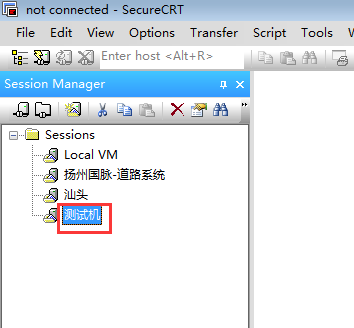 not connected - SecureCRT
File Edit View Options Transfer Script Tools
Enter host <Alt+R>
Session Manager
Sessions
Local VM
扬州国脉-道路系统
汕头
测试机